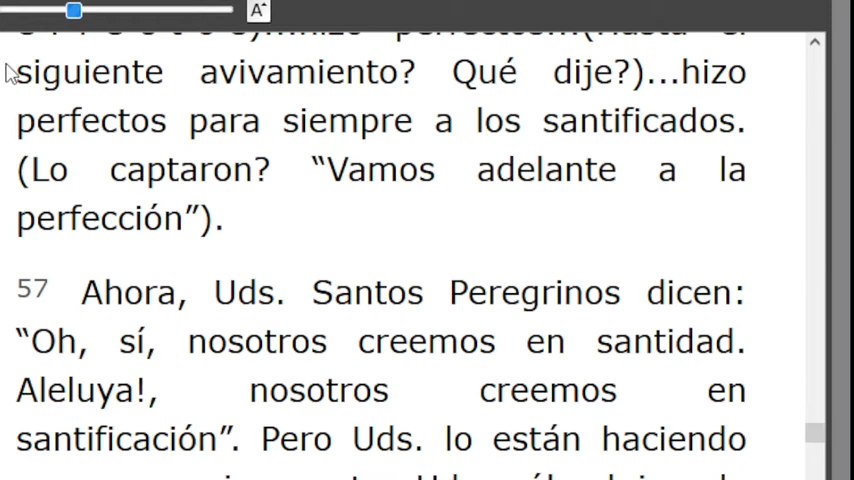 A
siguiente avivamiento? Qué dije?)...hizo
perfectos para siempre a los santificados.
(Lo captaron? “Vamos adelante a la
perfección”).
57 Ahora, Uds. Santos Peregrinos dicen:
“Oh, sí, nosotros creemos en santidad.
Aleluya!, nosotros creemos en
santificación”. Pero Uds. lo están haciendo